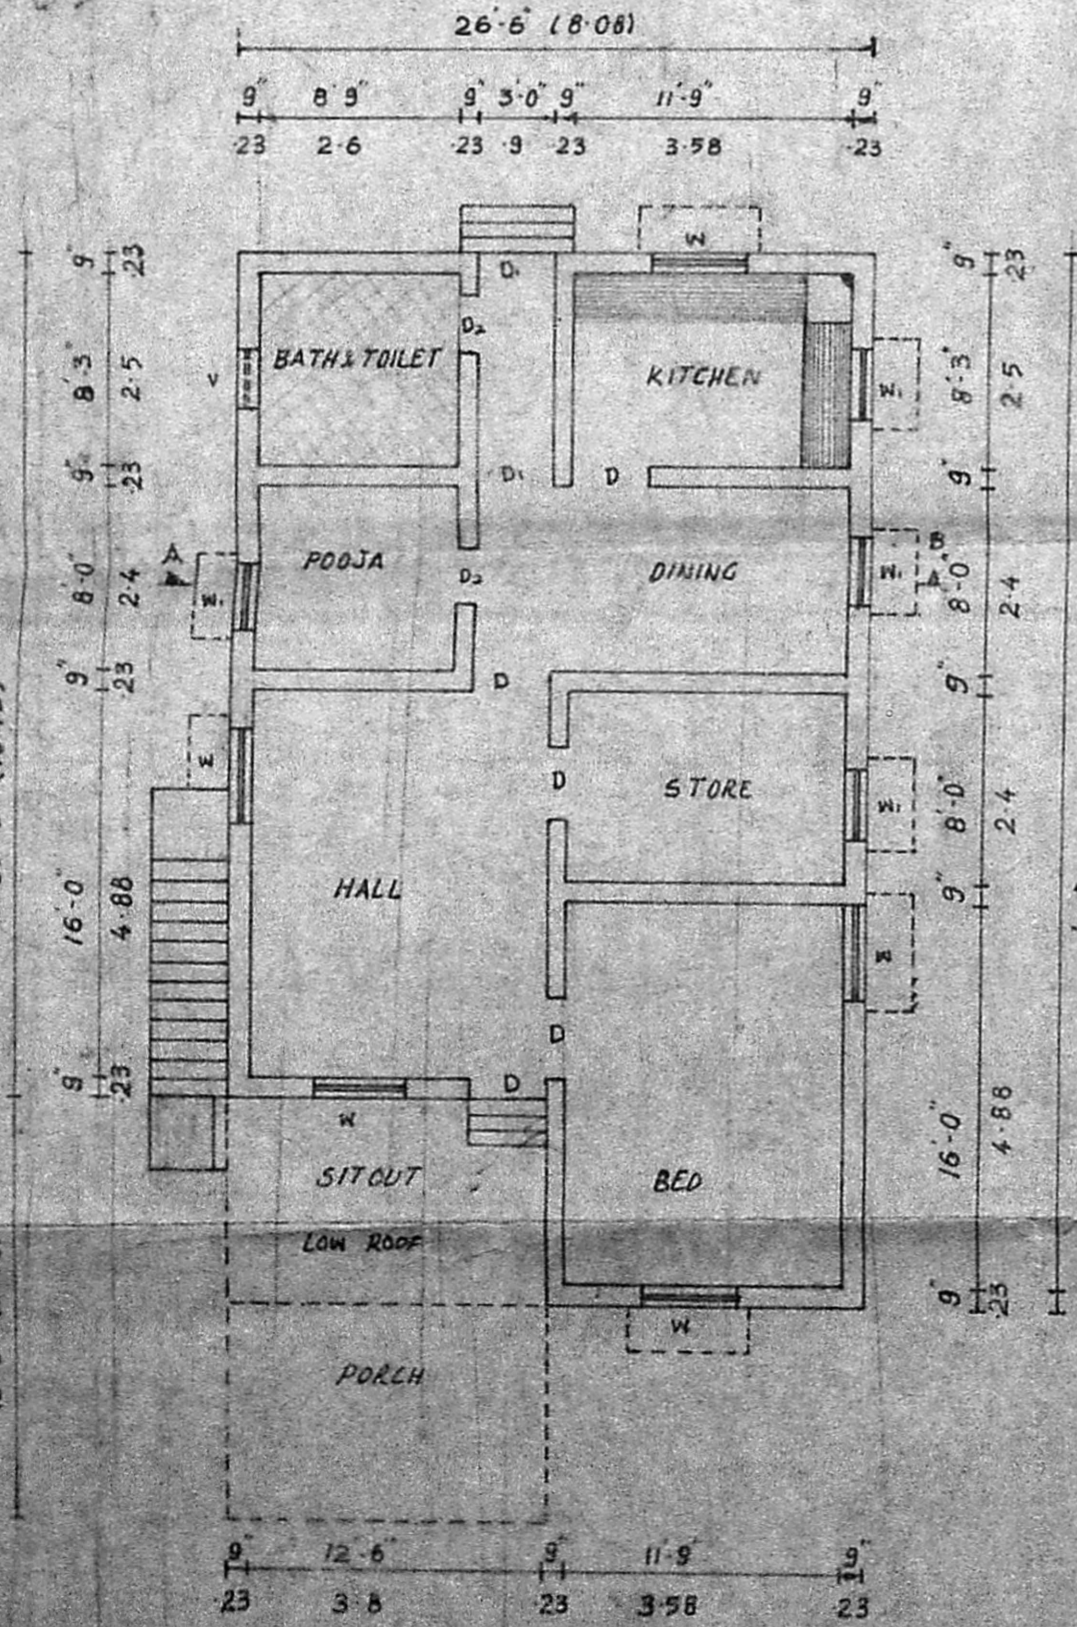 26'-6" (8·08)
9" 8'9" 9" 3'-0" 9" 11'-9" 9"
·23 2·6 ·23 ·9 ·23 3·58 ·23
9" ·23
8'·3" 2·5
9" ·23
8'·0" 2·4
9" ·23
16'·0" 4·88
9" ·23
D1
W
D2
BATH & TOILET
V
KITCHEN
W1
D1
D
A
W1
POOJA
D2
DINING
W1
B
D
W
D
STORE
W1
HALL
W
D
D
W
SIT OUT
LOW ROOF
BED
W
PORCH
9" ·23
8'·3" 2·5
9"
8'·0" 2·4
9"
8'·0" 2·4
9"
16'·0" 4·88
9" ·23
9" 12'-6" 9" 11'-9" 9"
·23 3·8 ·23 3·58 ·23